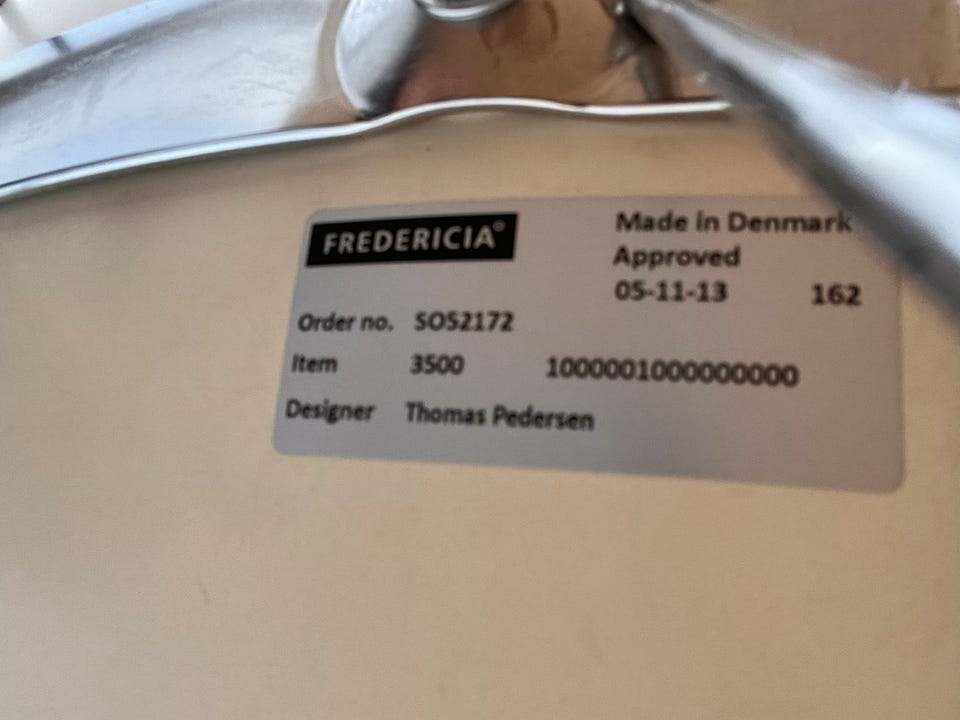 FREDERICIA®
Made in Denmark
Approved
05-11-13 162
Order no. SO52172
Item 3500 1000001000000000
Designer Thomas Pedersen